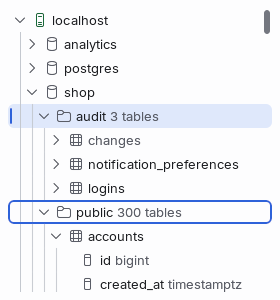 localhost
analytics
postgres
shop
audit 3 tables
changes
notification_preferences
logins
public 300 tables
accounts
id bigint
created_at timestamptz